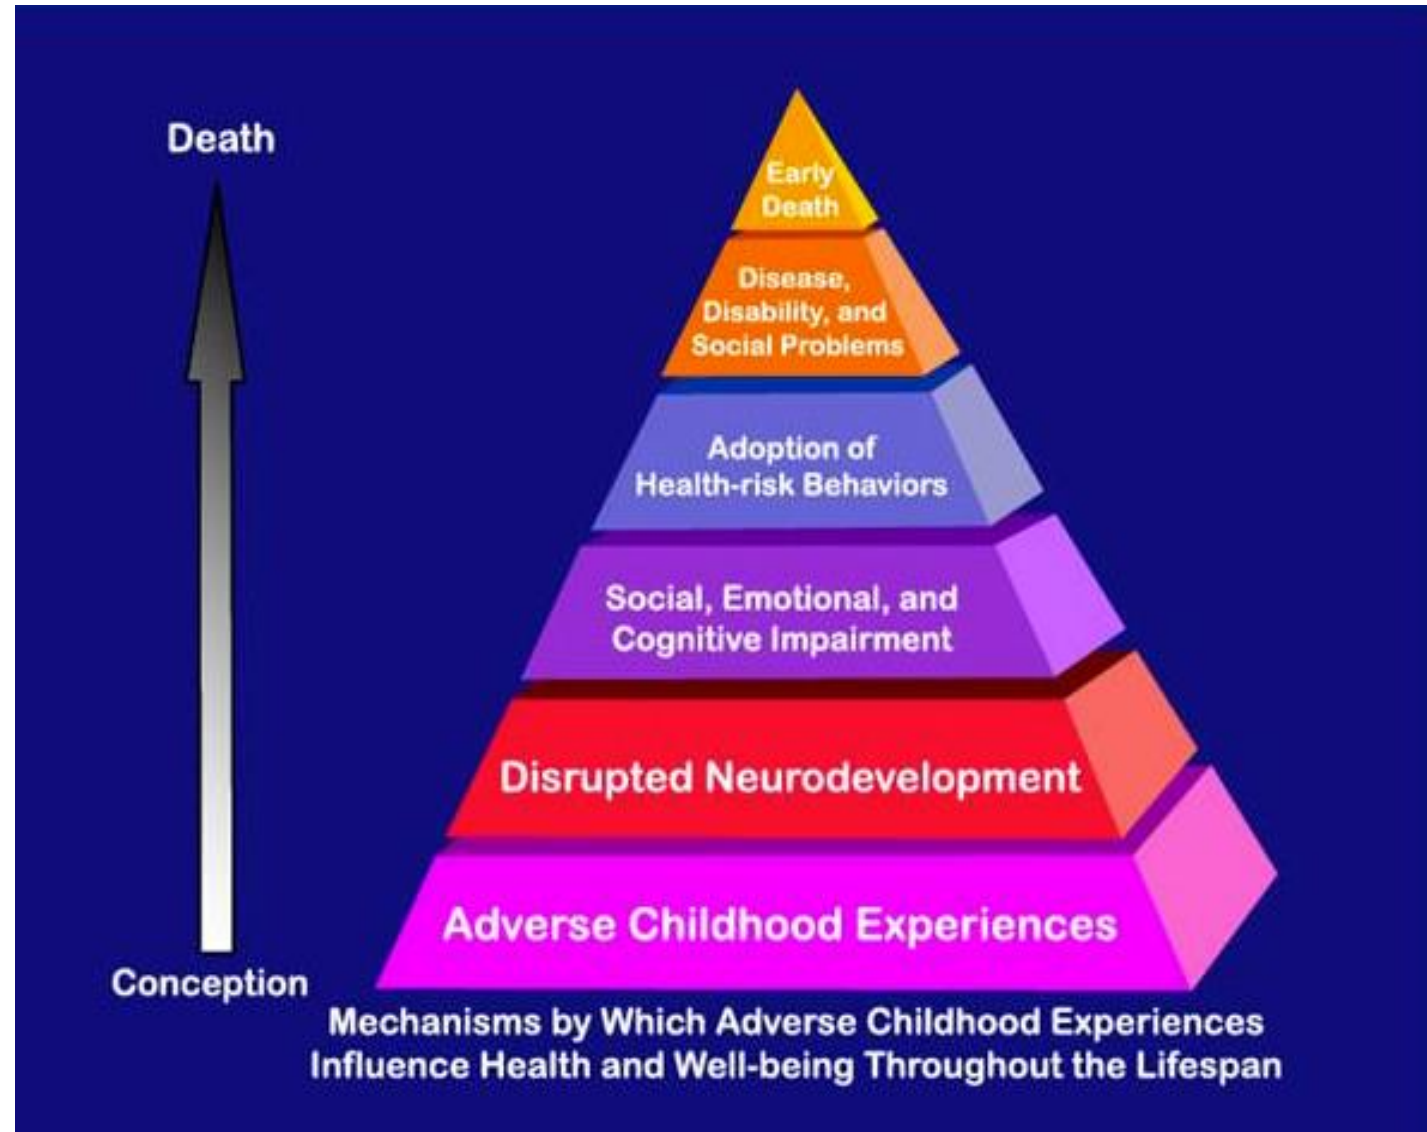 Death
Early
Death
Disease,
Disability, and
Social Problems
Adoption of
Health-risk Behaviors
Social, Emotional, and
Cognitive Impairment
Disrupted Neurodevelopment
Adverse Childhood Experiences
Conception
Mechanisms by Which Adverse Childhood Experiences
Influence Health and Well-being Throughout the Lifespan